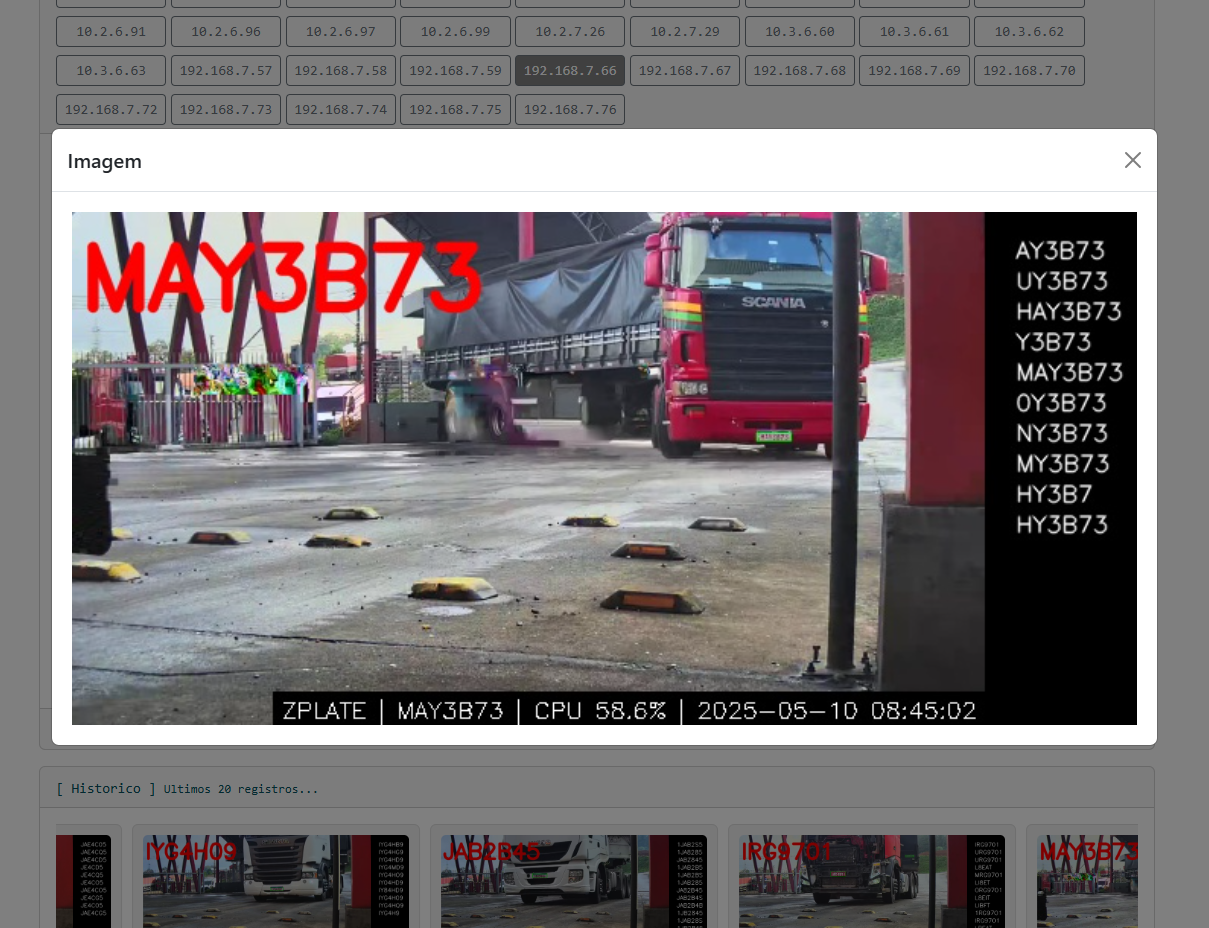 10.2.6.91 10.2.6.96 10.2.6.97 10.2.6.99 10.2.7.26 10.2.7.29 10.3.6.60 10.3.6.61 10.3.6.62
10.3.6.63 192.168.7.57 192.168.7.58 192.168.7.59 192.168.7.66 192.168.7.67 192.168.7.68 192.168.7.69 192.168.7.70
192.168.7.72 192.168.7.73 192.168.7.74 192.168.7.75 192.168.7.76
Imagem
MAY3B73
SCANIA
AY3B73
UY3B73
HAY3B73
Y3B73
MAY3B73
0Y3B73
NY3B73
MY3B73
HY3B7
HY3B73
ZPLATE | MAY3B73 | CPU 58.6% | 2025-05-10 08:45:02
[ Historico ] Ultimos 20 registros...
IYG4H09 JAB2B45 IRG9701 MAY3B73